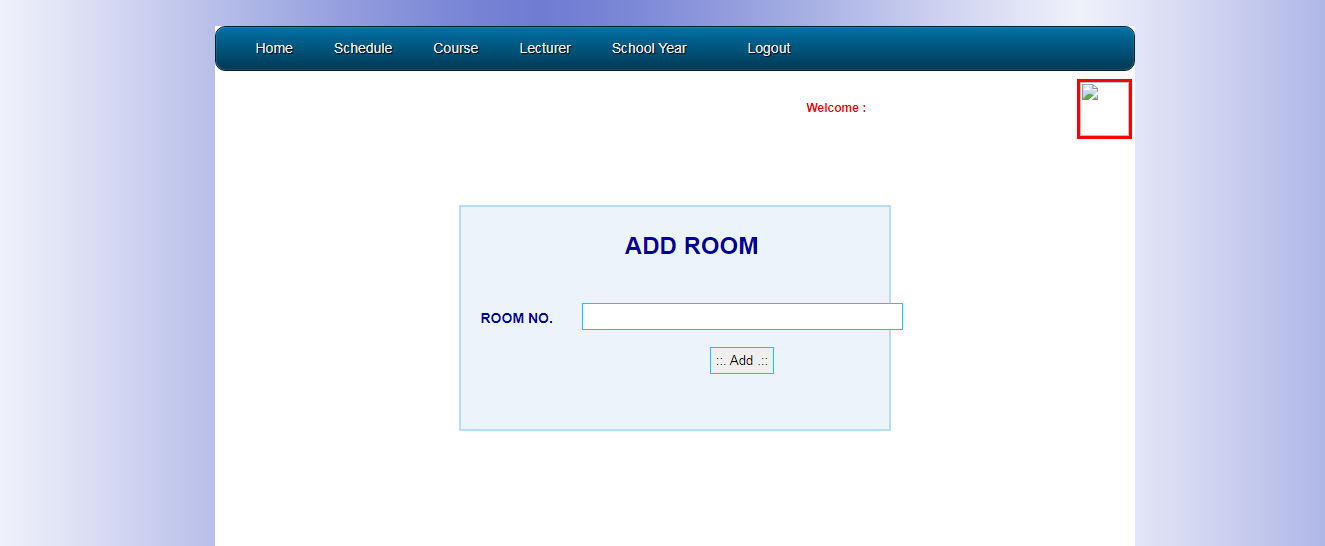 Home Schedule Course Lecturer School Year Logout
Welcome :
ADD ROOM
ROOM NO.
::. Add .::